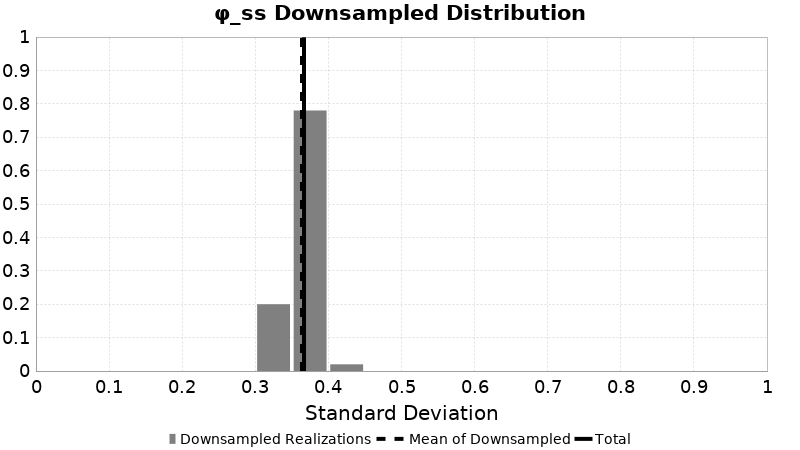 φ_ss Downsampled Distribution
1
0.9
0.8
0.7
0.6
0.5
0.4
0.3
0.2
0.1
0
0 0.1 0.2 0.3 0.4 0.5 0.6 0.7 0.8 0.9 1
Standard Deviation
Downsampled Realizations Mean of Downsampled Total